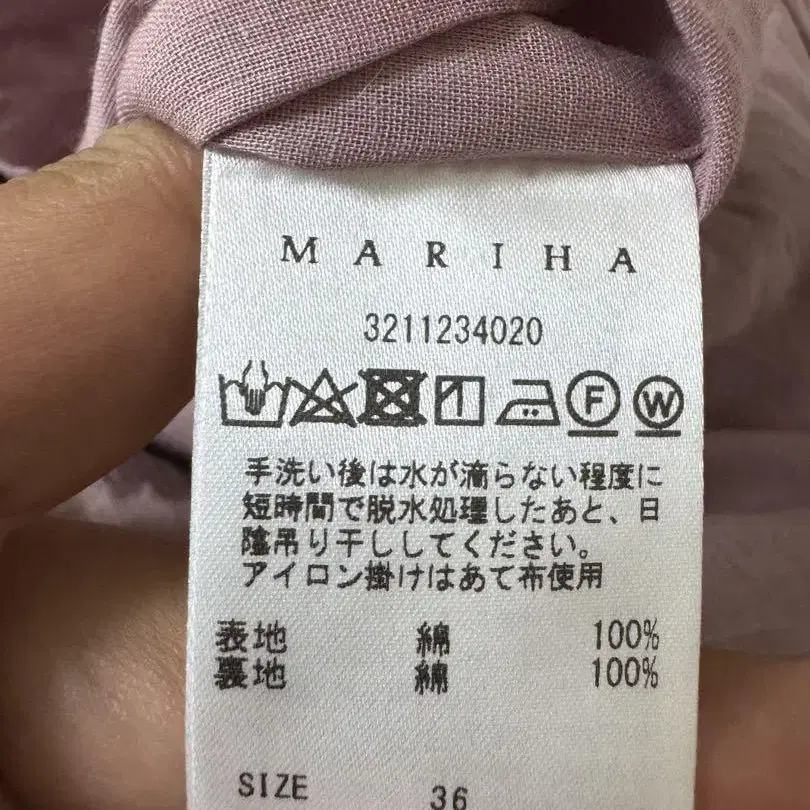 MARIHA
3211234020
F W
手洗い後は水が滴らない程度に
短時間で脱水処理したあと、日
陰吊り干ししてください。
アイロン掛けはあて布使用
表地 綿 100%
裏地 綿 100%
SIZE 36